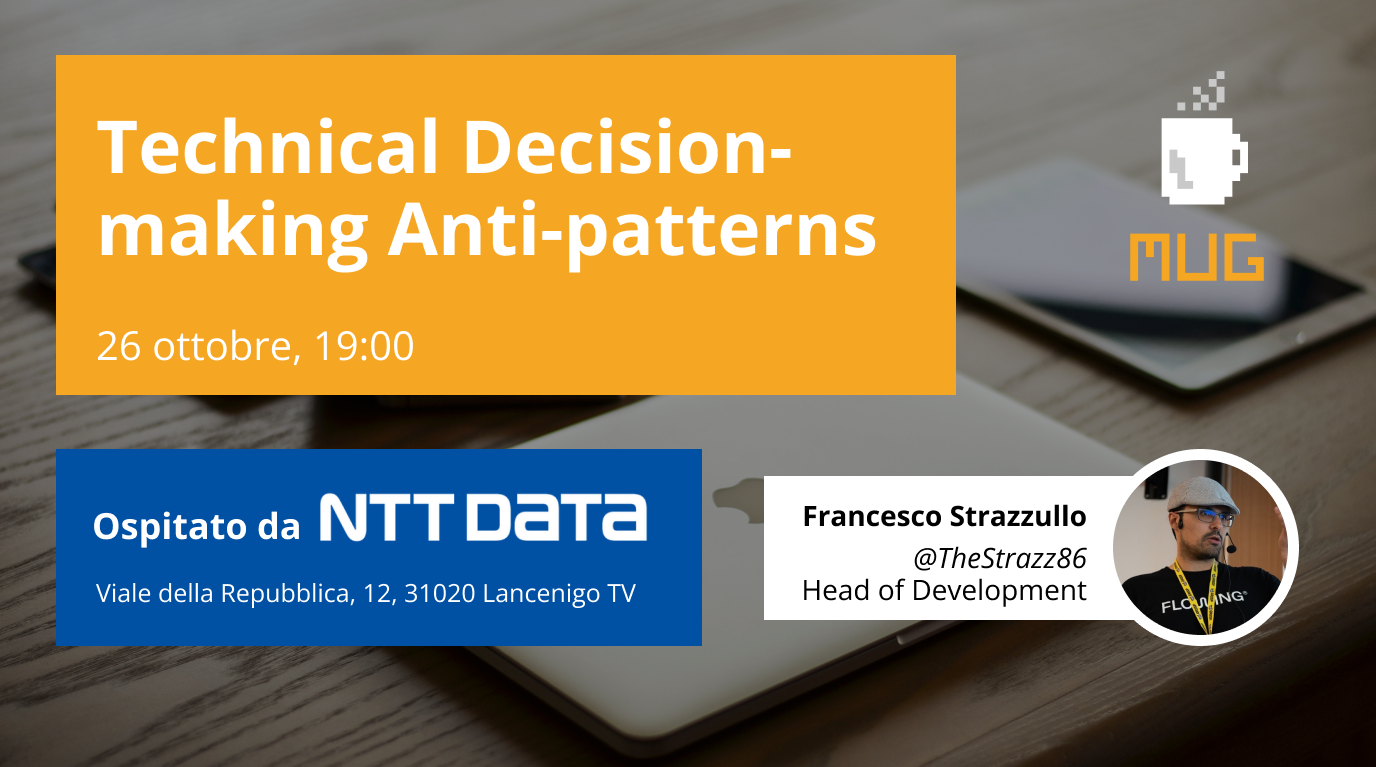 Technical Decision-
making Anti-patterns
26 ottobre, 19:00
MUG
Ospitato da NTT DATA
Viale della Repubblica, 12, 31020 Lancenigo TV
Francesco Strazzullo
@TheStrazz86
Head of Development
FLOWING®